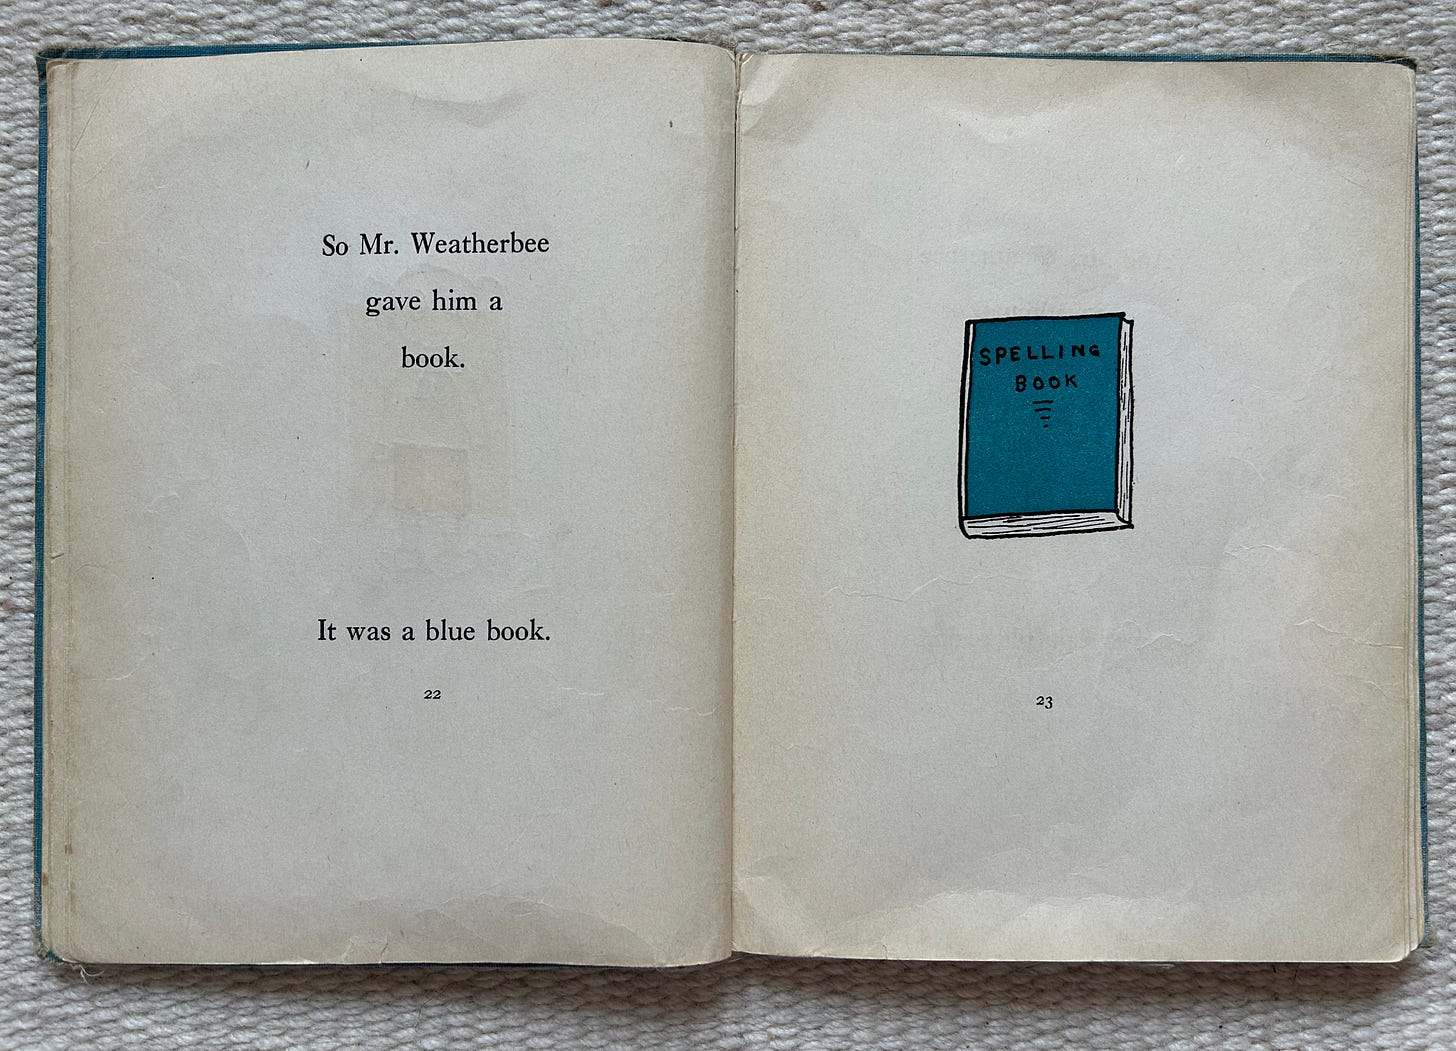 So Mr. Weatherbee
gave him a
book.
It was a blue book.
22
SPELLING
BOOK
23